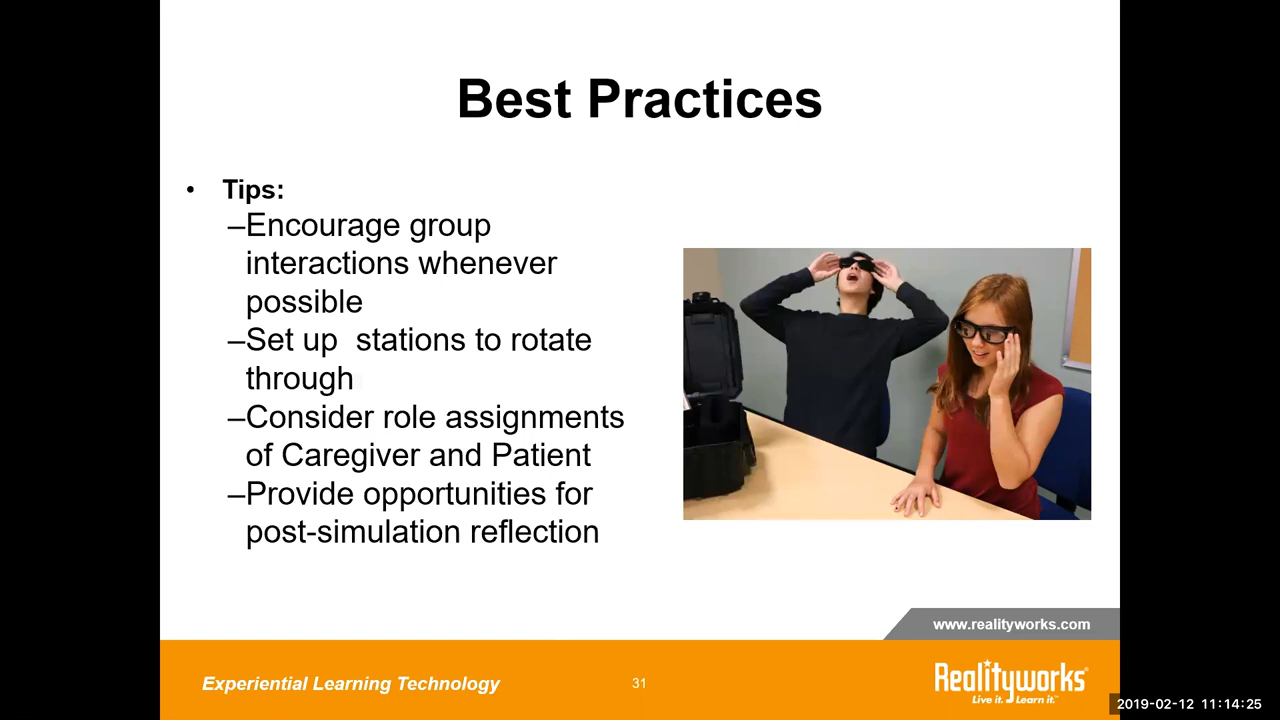 Best Practices
• Tips:
–Encourage group
interactions whenever
possible
–Set up  stations to rotate
through
–Consider role assignments
of Caregiver and Patient
–Provide opportunities for
post-simulation reflection
www.realityworks.com
Experiential Learning Technology
31
Realityworks®
Live it. Learn it.™
2019-02-12 11:14:25